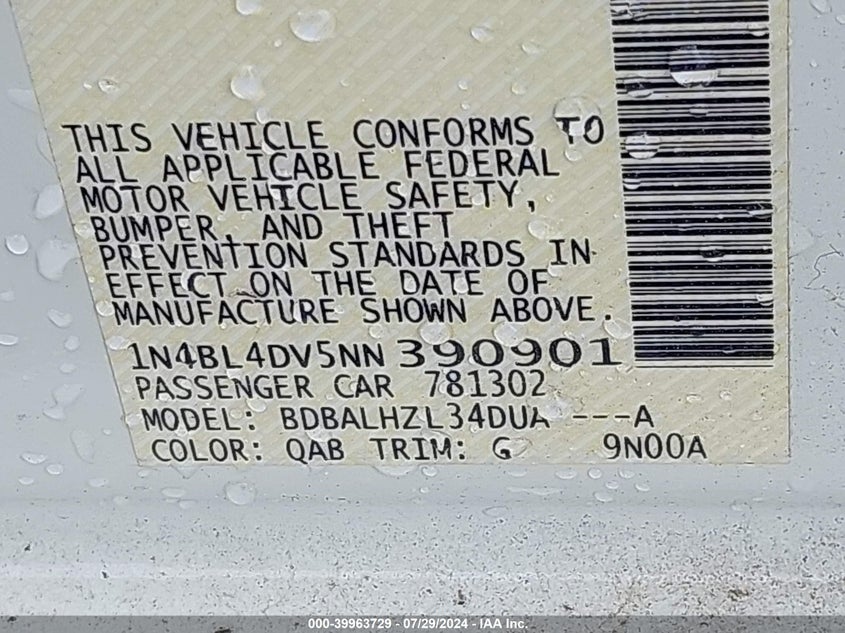 THIS VEHICLE CONFORMS TO
ALL APPLICABLE FEDERAL
MOTOR VEHICLE SAFETY,
BUMPER, AND THEFT
PREVENTION STANDARDS IN
EFFECT ON THE DATE OF
MANUFACTURE SHOWN ABOVE.
1N4BL4DV5NN390901
PASSENGER CAR 781302
MODEL: BDBALHZL34DUA ---A
COLOR: QAB TRIM: G 9N00A
000-39963729 - 07/29/2024 - IAA Inc.